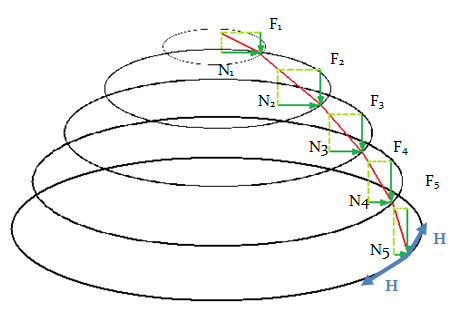 F₁
N₁
F₂
N₂
F₃
N₃
F₄
N₄
F₅
N₅
H
H